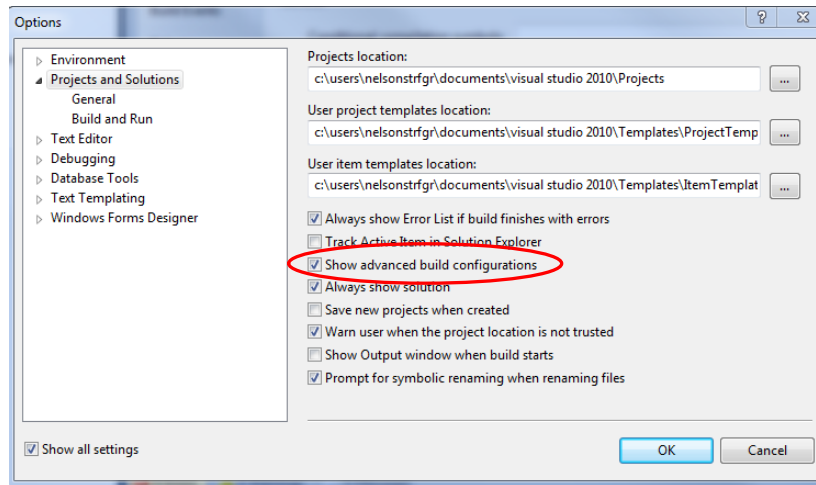 Options
Environment
Projects and Solutions
General
Build and Run
Text Editor
Debugging
Database Tools
Text Templating
Windows Forms Designer
Projects location:
c:\users\nelsonstrfgr\documents\visual studio 2010\Projects
...
User project templates location:
c:\users\nelsonstrfgr\documents\visual studio 2010\Templates\ProjectTemp
...
User item templates location:
c:\users\nelsonstrfgr\documents\visual studio 2010\Templates\ItemTemplat
...
Always show Error List if build finishes with errors
Track Active Item in Solution Explorer
Show advanced build configurations
Always show solution
Save new projects when created
Warn user when the project location is not trusted
Show Output window when build starts
Prompt for symbolic renaming when renaming files
Show all settings
OK
Cancel